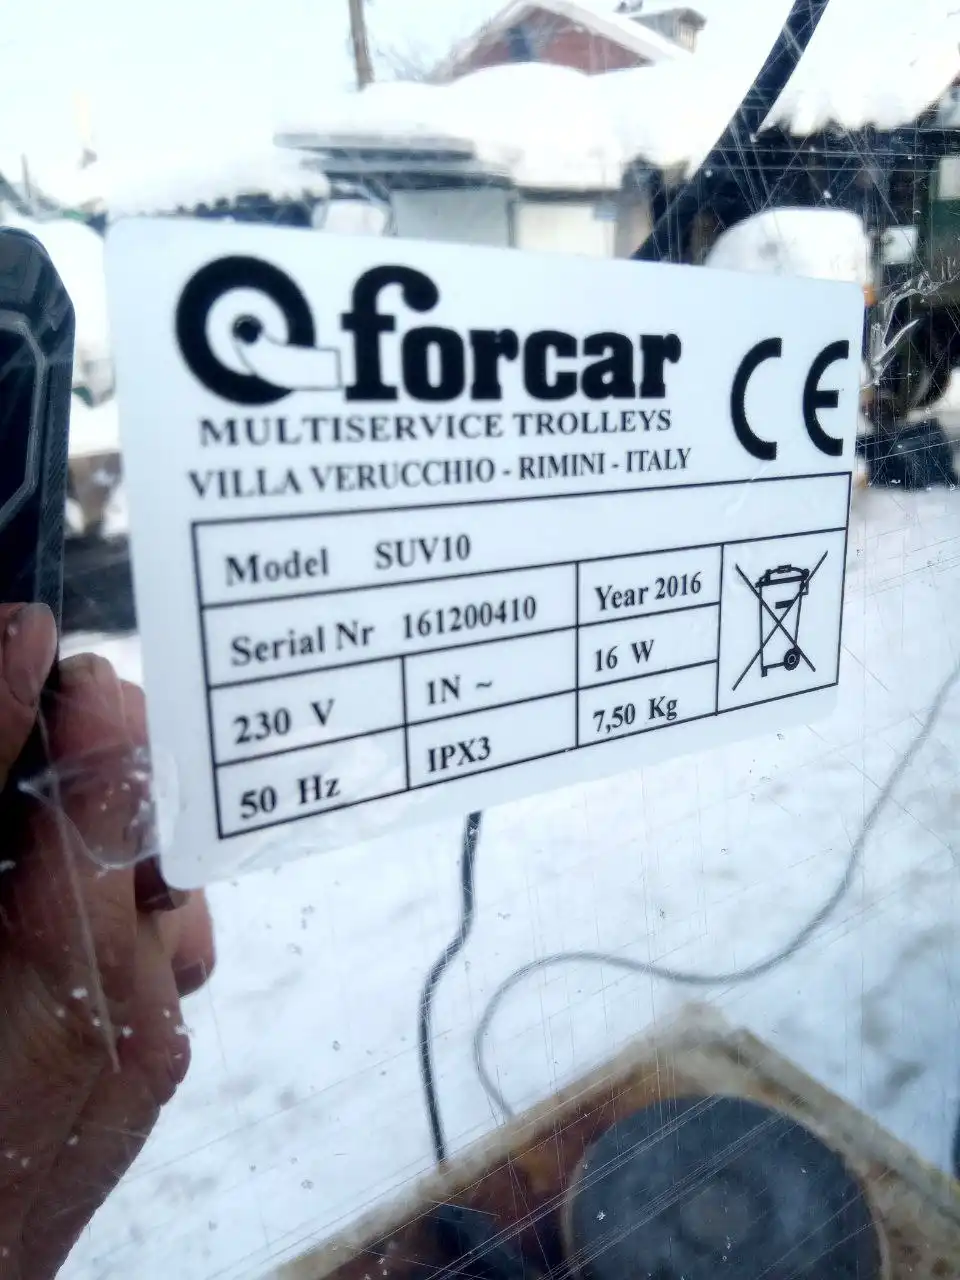 forcar
CE
MULTISERVICE TROLLEYS
VILLA VERUCCHIO - RIMINI - ITALY
Model SUV10
Serial Nr 161200410 Year 2016
230 V 1N ~ 16 W
50 Hz IPX3 7,50 Kg